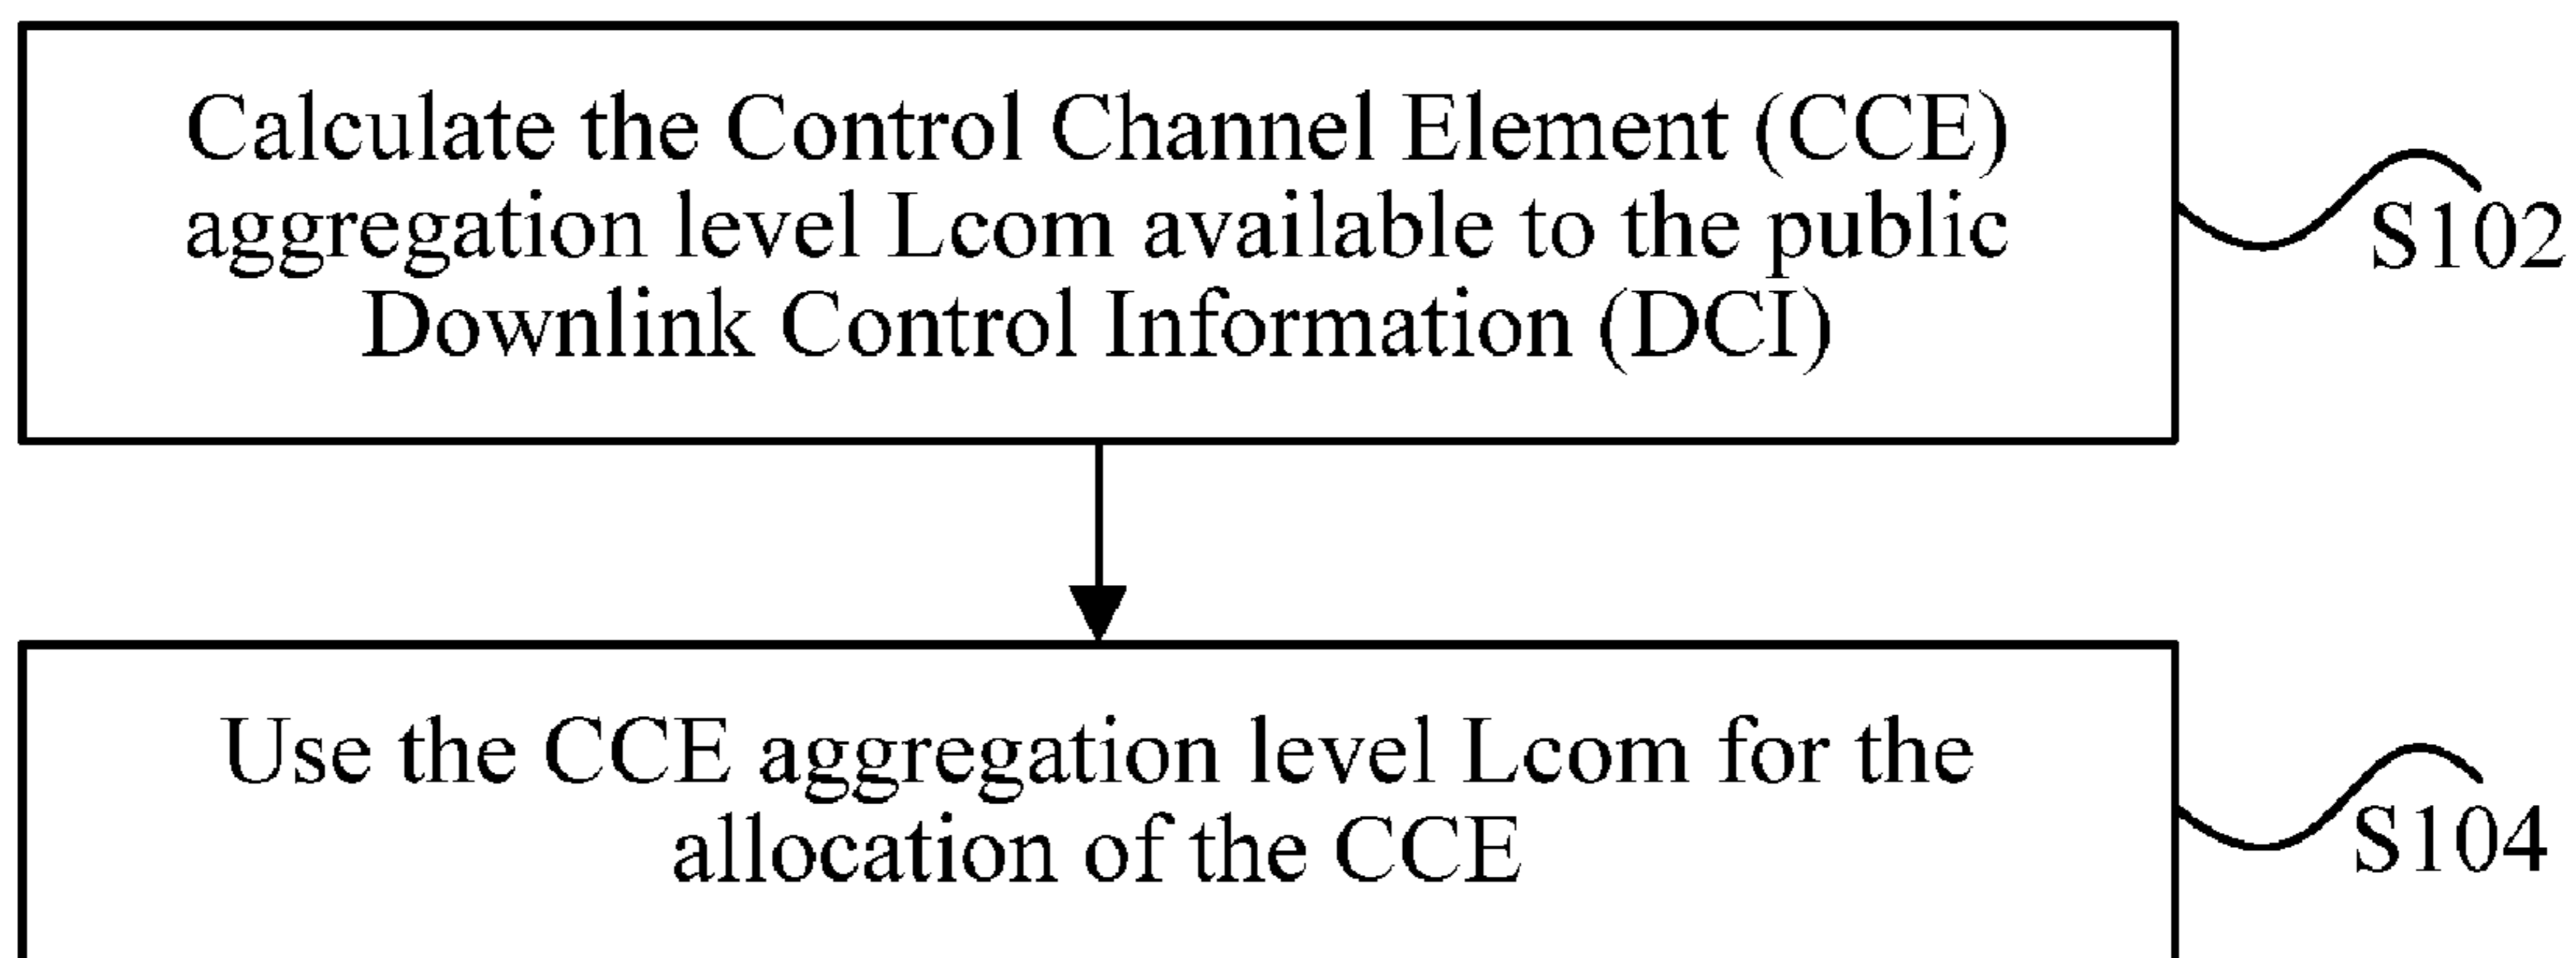 Calculate the Control Channel Element (CCE)
aggregation level Lcom available to the public
Downlink Control Information (DCI)
S102
Use the CCE aggregation level Lcom for the
allocation of the CCE
S104